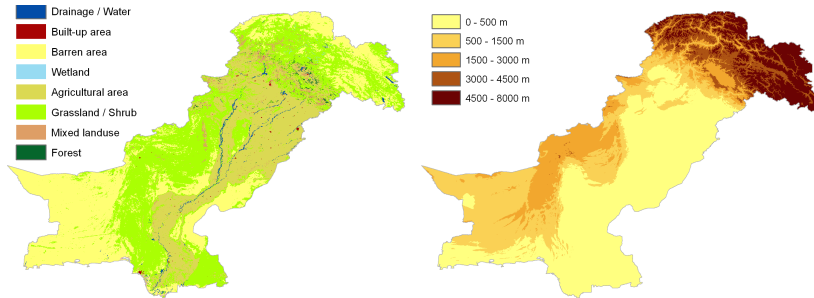 Drainage / Water
Built-up area
Barren area
Wetland
Agricultural area
Grassland / Shrub
Mixed landuse
Forest
0 - 500 m
500 - 1500 m
1500 - 3000 m
3000 - 4500 m
4500 - 8000 m